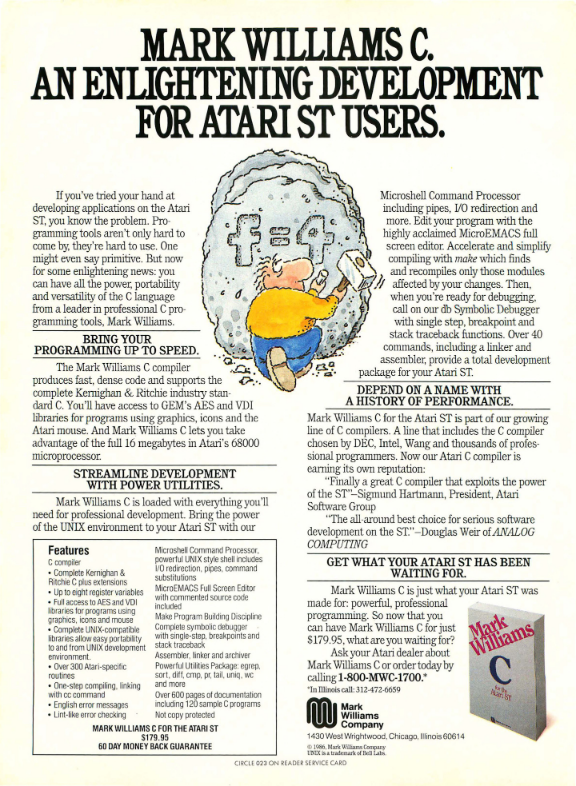 MARK WILLIAMS C.
AN ENLIGHTENING DEVELOPMENT
FOR ATARI ST USERS.
If you've tried your hand at
developing applications on the Atari
ST, you know the problem. Pro-
gramming tools aren't only hard to
come by, they're hard to use. One
might even say primitive. But now
for some enlightening news: you
can have all the power, portability
and versatility of the C language
from a leader in professional C pro-
gramming tools, Mark Williams.
BRING YOUR
PROGRAMMING UP TO SPEED.
The Mark Williams C compiler
produces fast, dense code and supports the
complete Kernighan & Ritchie industry stan-
dard C. You'll have access to GEM's AES and VDI
libraries for programs using graphics, icons and the
Atari mouse. And Mark Williams C lets you take
advantage of the full 16 megabytes in Atari's 68000
microprocessor.
STREAMLINE DEVELOPMENT
WITH POWER UTILITIES.
Mark Williams C is loaded with everything you'll
need for professional development. Bring the power
of the UNIX environment to your Atari ST with our
f=4
Microshell Command Processor
including pipes, I/O redirection and
more. Edit your program with the
highly acclaimed MicroEMACS full
screen editor. Accelerate and simplify
compiling with make which finds
and recompiles only those modules
affected by your changes. Then,
when you're ready for debugging,
call on our db Symbolic Debugger
with single step, breakpoint and
stack traceback functions. Over 40
commands, including a linker and
assembler, provide a total development
package for your Atari ST.
DEPEND ON A NAME WITH
A HISTORY OF PERFORMANCE.
Mark Williams C for the Atari ST is part of our growing
line of C compilers. A line that includes the C compiler
chosen by DEC, Intel, Wang and thousands of profes-
sional programmers. Now our Atari C compiler is
earning its own reputation:
"Finally a great C compiler that exploits the power
of the ST"–Sigmund Hartmann, President, Atari
Software Group
"The all-around best choice for serious software
development on the ST."–Douglas Weir of ANALOG
COMPUTING
GET WHAT YOUR ATARI ST HAS BEEN
WAITING FOR.
Mark Williams C is just what your Atari ST was
made for: powerful, professional
programming. So now that you
can have Mark Williams C for just
$179.95, what are you waiting for?
Ask your Atari dealer about
Mark Williams C or order today by
calling 1-800-MWC-1700.*
*In Illinois call: 312-472-6659
Mark
Williams
Company
1430 West Wrightwood, Chicago, Illinois 60614
© 1986, Mark Williams Company
UNIX is a trademark of Bell Labs.
Mark
Williams
C
for the
Atari ST
Features
C compiler
• Complete Kernighan &
Ritchie C plus extensions
• Up to eight register variables
• Full access to AES and VDI
libraries for programs using
graphics, icons and mouse
• Complete UNIX-compatible
libraries allow easy portability
to and from UNIX development
environment.
• Over 300 Atari-specific
routines
• One-step compiling, linking
with cc command
• English error messages
• Lint-like error checking
Microshell Command Processor,
powerful UNIX style shell includes
I/O redirection, pipes, command
substitutions
MicroEMACS Full Screen Editor
with commented source code
included
Make Program Building Discipline
Complete symbolic debugger
with single-step, breakpoints and
stack traceback
Assembler, linker and archiver
Powerful Utilities Package: egrep,
sort, diff, cmp, pr, tail, uniq, wc
and more
Over 600 pages of documentation
including 120 sample C programs
Not copy protected
MARK WILLIAMS C FOR THE ATARI ST
$179.95
60 DAY MONEY BACK GUARANTEE
CIRCLE 023 ON READER SERVICE CARD